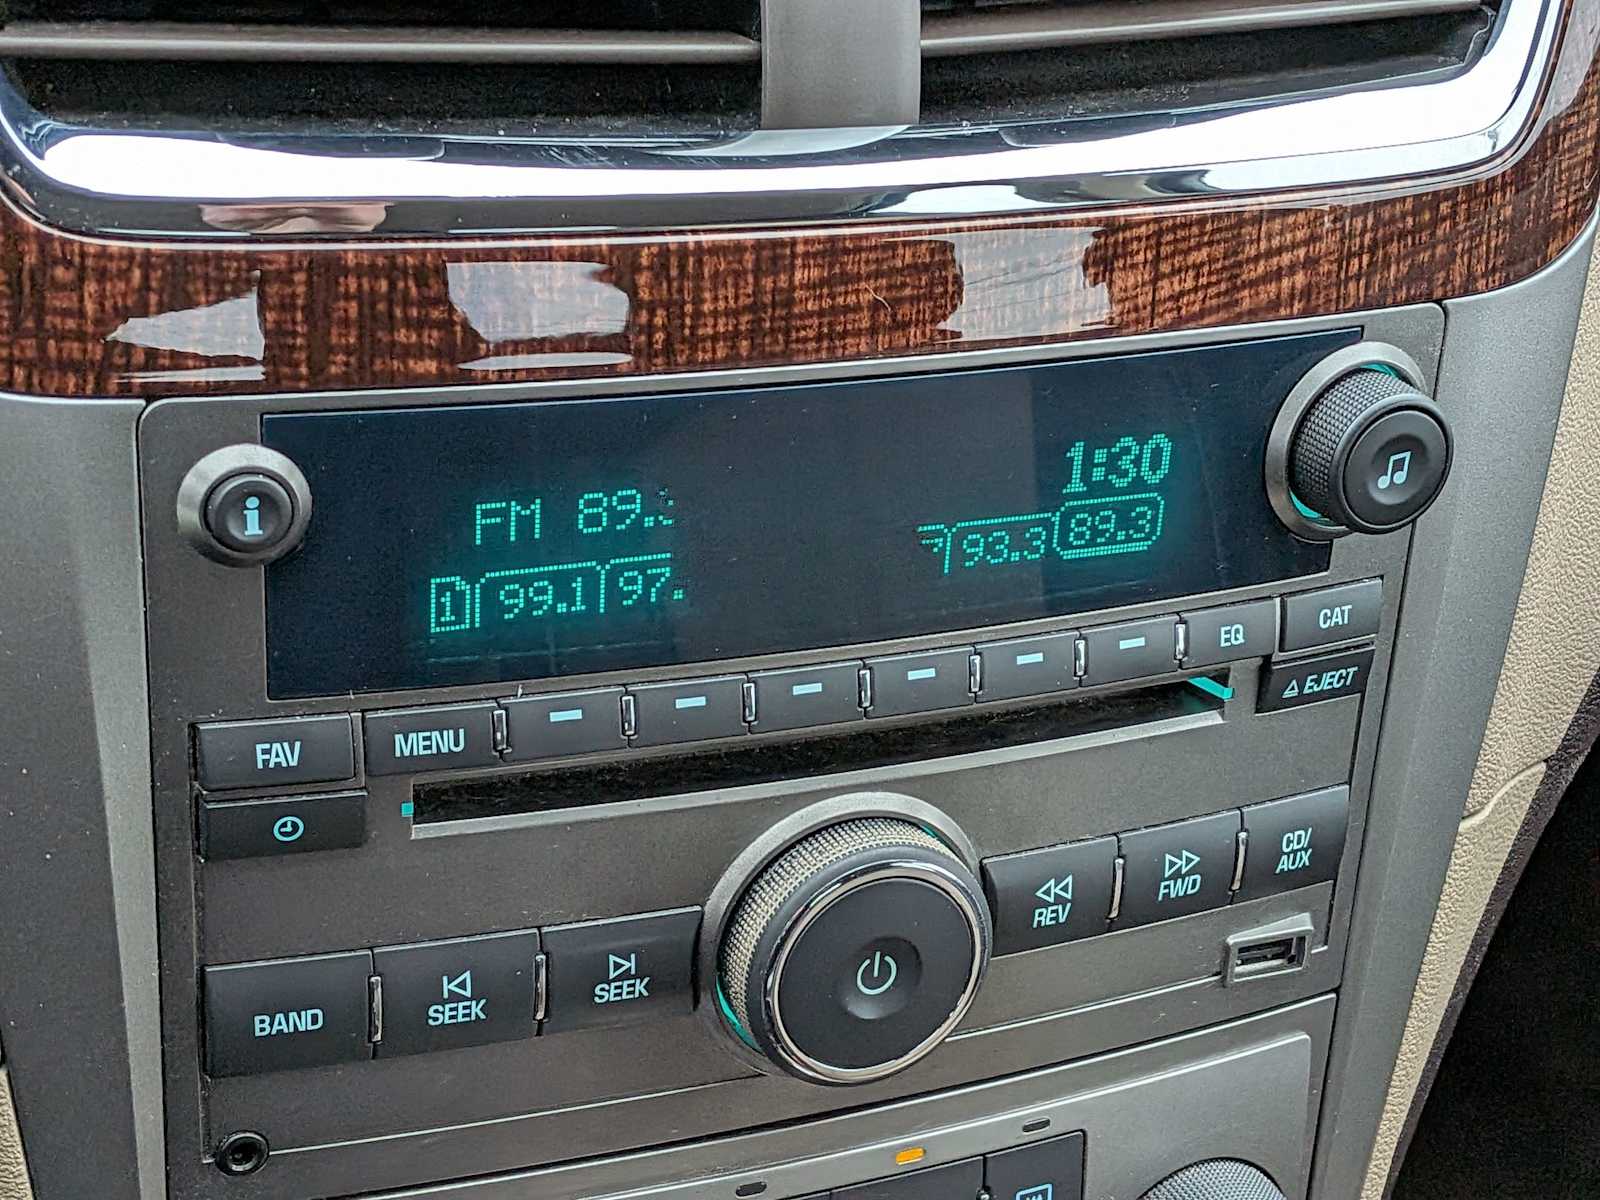 1:30
FM 89.3
1 99.1 97. 93.3 89.3
i
FAV MENU EQ CAT
EJECT
BAND SEEK SEEK REV FWD CD/
AUX